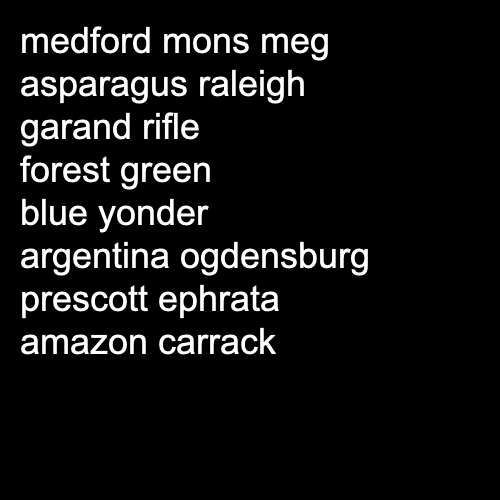 medford mons meg
asparagus raleigh
garand rifle
forest green
blue yonder
argentina ogdensburg
prescott ephrata
amazon carrack